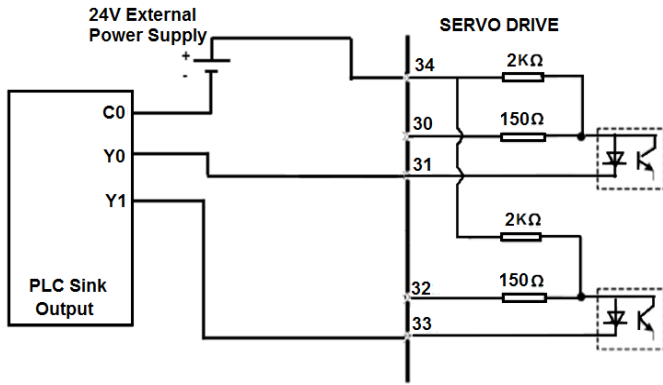 24V External
Power Supply
+
-
SERVO DRIVE
34
2KΩ
C0
30
150Ω
Y0
31
Y1
2KΩ
PLC Sink
Output
32
150Ω
33